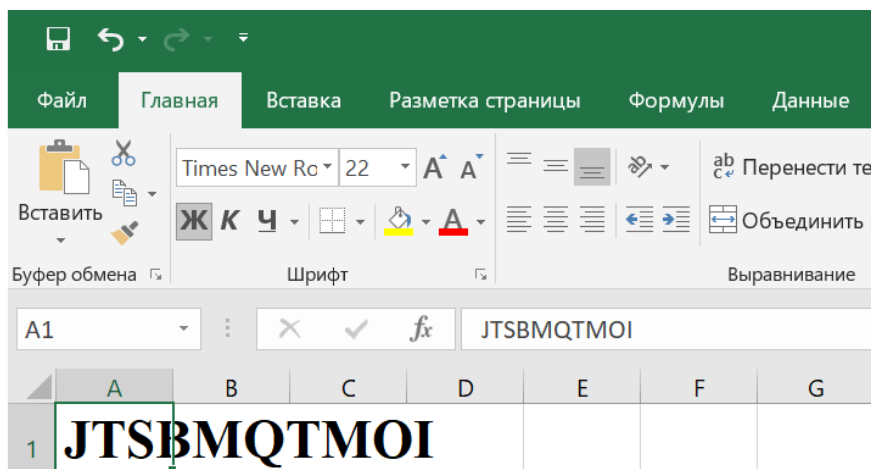 Файл Главная Вставка Разметка страницы Формулы Данные
Times New Ro 22 A A ab c Перенести те
Вставить Ж К Ч A Объединить
Буфер обмена Шрифт Выравнивание
A1 fx JTSBMQTMOI
A B C D E F G
1 JTSBMQTMOI